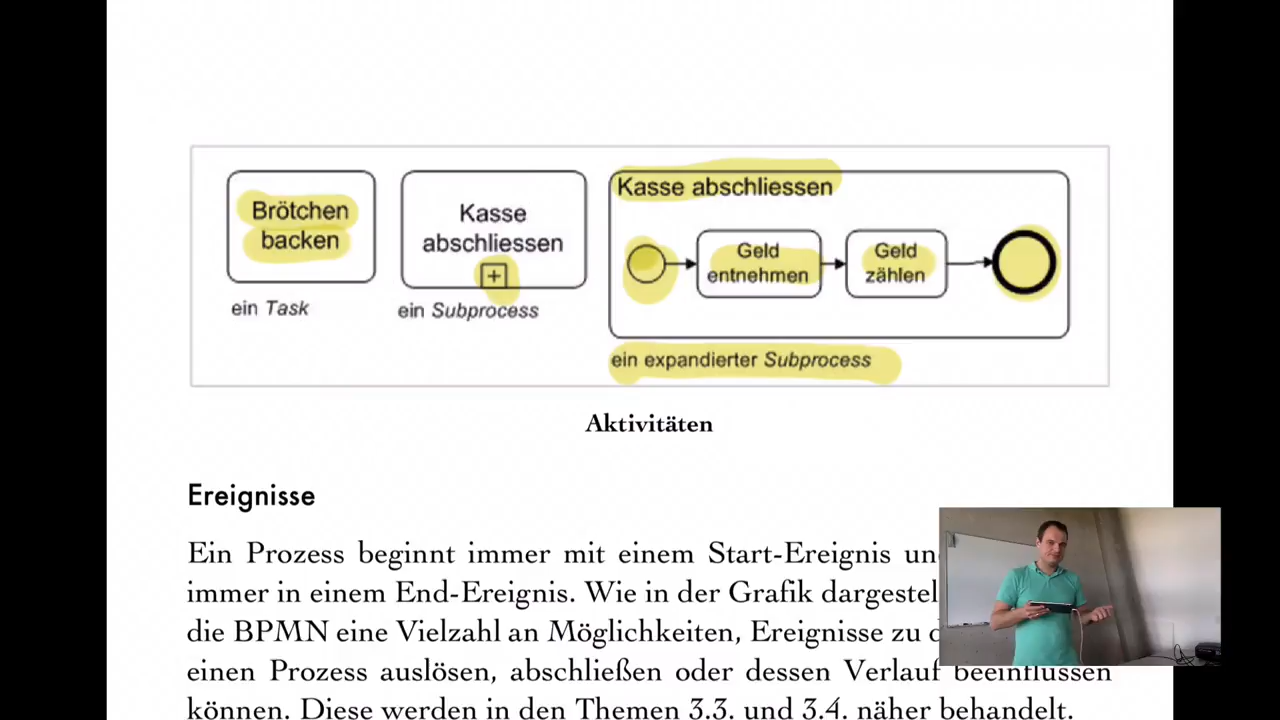 Brötchen
backen
ein Task
Kasse
abschliessen
+
ein Subprocess
Kasse abschliessen
Geld
entnehmen
Geld
zählen
ein expandierter Subprocess
Aktivitäten
Ereignisse
Ein Prozess beginnt immer mit einem Start-Ereignis
immer in einem End-Ereignis. Wie in der Grafik
die BPMN eine Vielzahl an Möglichkeiten, Ereignisse zu
einen Prozess auslösen, abschließen oder dessen Verlauf beeinflussen
können. Diese werden in den Themen 3.3. und 3.4. näher behandelt.